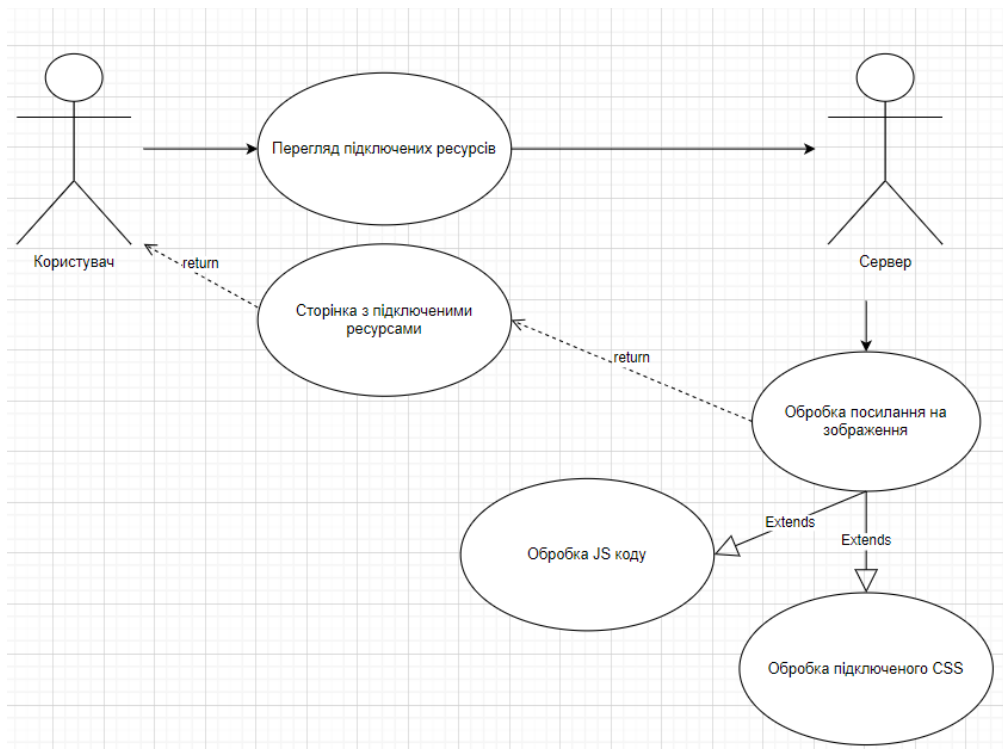 Перегляд підключених ресурсів
Користувач
Сервер
return
Сторінка з підключеними
ресурсами
return
Обробка посилання на
зображення
Extends
Extends
Обробка JS коду
Обробка підключеного CSS